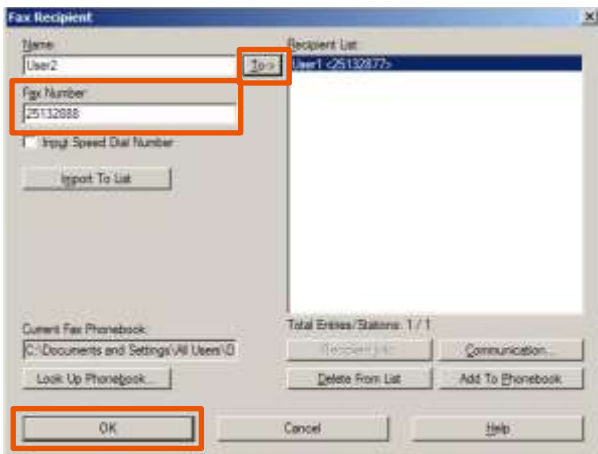 Fax Recipient
Name
User2
To->
Fax Number
25132888
Input Speed Dial Number
Import To List
Recipient List:
User1 <25132877>
Current Fax Phonebook:
C:\Documents and Settings\All Users\D
Look Up Phonebook...
Total Entries/Stations: 1 / 1
Recipient Info
Communication...
Delete From List
Add To Phonebook
OK
Cancel
Help